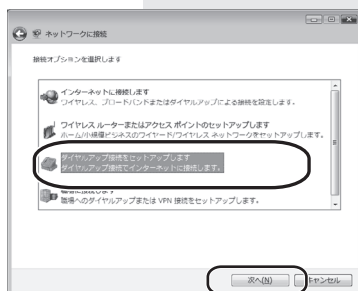 ネットワークに接続
接続オプションを選択します
インターネットに接続します
ワイヤレス、ブロードバンドまたはダイヤルアップによる接続を設定します。
ワイヤレス ルーターまたはアクセス ポイントのセットアップします
ホーム/小規模ビジネスのワイヤード/ワイヤレス ネットワークをセットアップします。
ダイヤルアップ接続をセットアップします
ダイヤルアップ接続でインターネットに接続します。
職場へのダイヤルアップまたは VPN 接続をセットアップします。
次へ(N)
キャンセル